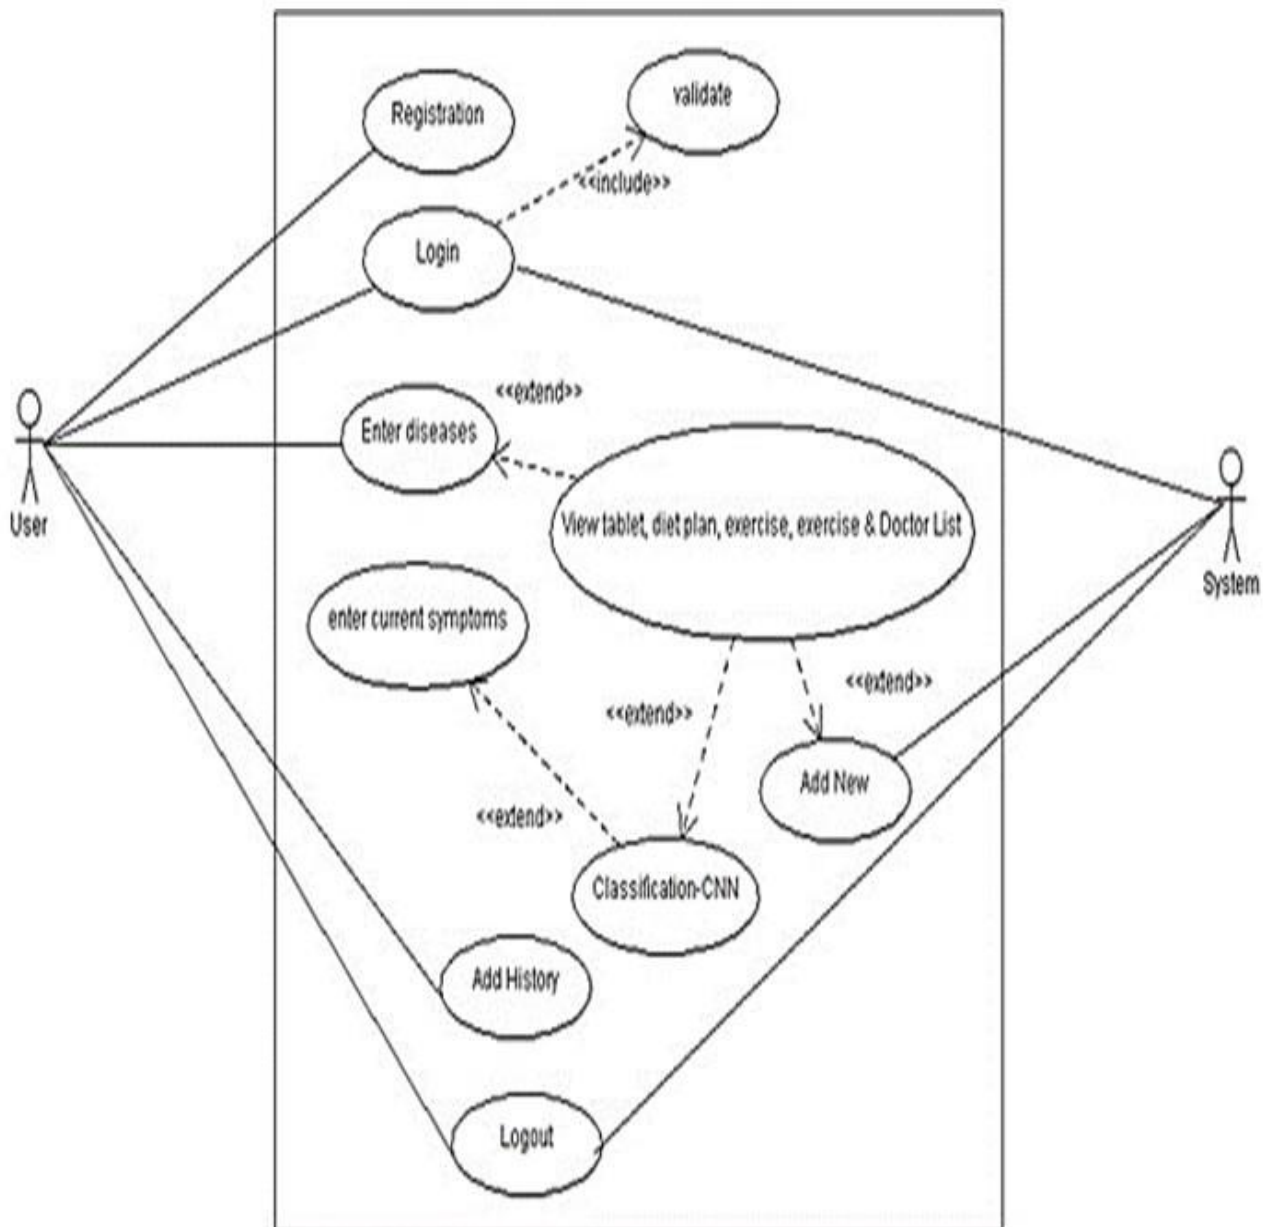 validate
Registration
<<include>>
Login
<<extend>>
Enter diseases
View tablet, diet plan, exercise, exercise & Doctor List
User
System
enter current symptoms
<<extend>>
<<extend>>
Add New
<<extend>>
Classification-CNN
Add History
Logout